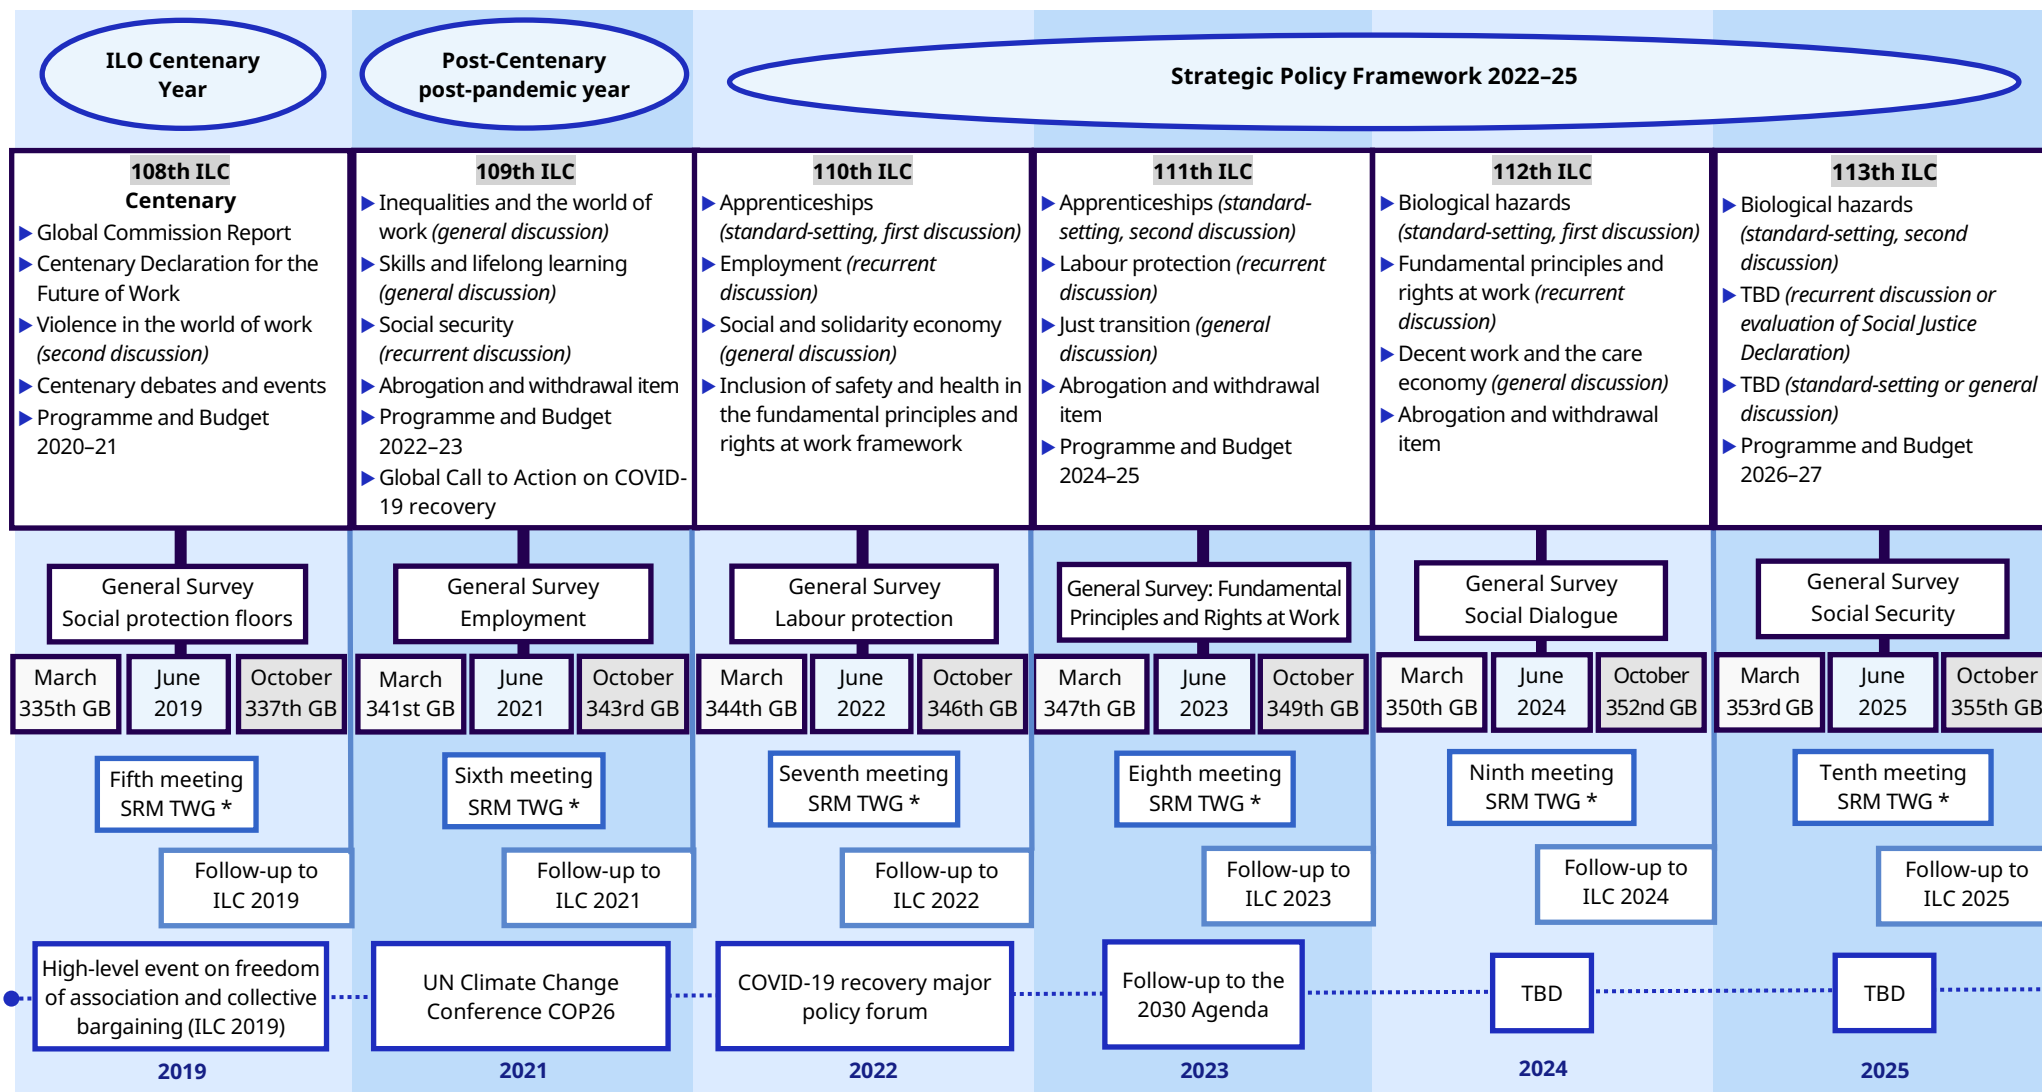 ILO Centenary
Year
Post-Centenary
post-pandemic year
Strategic Policy Framework 2022–25
108th ILC
Centenary
Global Commission Report
Centenary Declaration for the
Future of Work
Violence in the world of work
(second discussion)
Centenary debates and events
Programme and Budget
2020–21
109th ILC
Inequalities and the world of
work (general discussion)
Skills and lifelong learning
(general discussion)
Social security
(recurrent discussion)
Abrogation and withdrawal item
Programme and Budget
2022–23
Global Call to Action on COVID-
19 recovery
110th ILC
Apprenticeships
(standard-setting, first discussion)
Employment (recurrent
discussion)
Social and solidarity economy
(general discussion)
Inclusion of safety and health in
the fundamental principles and
rights at work framework
111th ILC
Apprenticeships (standard-
setting, second discussion)
Labour protection (recurrent
discussion)
Just transition (general
discussion)
Abrogation and withdrawal
item
Programme and Budget
2024–25
112th ILC
Biological hazards
(standard-setting, first discussion)
Fundamental principles and
rights at work (recurrent
discussion)
Decent work and the care
economy (general discussion)
Abrogation and withdrawal
item
113th ILC
Biological hazards
(standard-setting, second
discussion)
TBD (recurrent discussion or
evaluation of Social Justice
Declaration)
TBD (standard-setting or general
discussion)
Programme and Budget
2026–27
General Survey
Social protection floors
General Survey
Employment
General Survey
Labour protection
General Survey: Fundamental
Principles and Rights at Work
General Survey
Social Dialogue
General Survey
Social Security
March
335th GB
June
2019
October
337th GB
March
341st GB
June
2021
October
343rd GB
March
344th GB
June
2022
October
346th GB
March
347th GB
June
2023
October
349th GB
March
350th GB
June
2024
October
352nd GB
March
353rd GB
June
2025
October
355th GB
Fifth meeting
SRM TWG *
Sixth meeting
SRM TWG *
Seventh meeting
SRM TWG *
Eighth meeting
SRM TWG *
Ninth meeting
SRM TWG *
Tenth meeting
SRM TWG *
Follow-up to
ILC 2019
Follow-up to
ILC 2021
Follow-up to
ILC 2022
Follow-up to
ILC 2023
Follow-up to
ILC 2024
Follow-up to
ILC 2025
High-level event on freedom
of association and collective
bargaining (ILC 2019)
UN Climate Change
Conference COP26
COVID-19 recovery major
policy forum
Follow-up to the
2030 Agenda
TBD
TBD
2019
2021
2022
2023
2024
2025